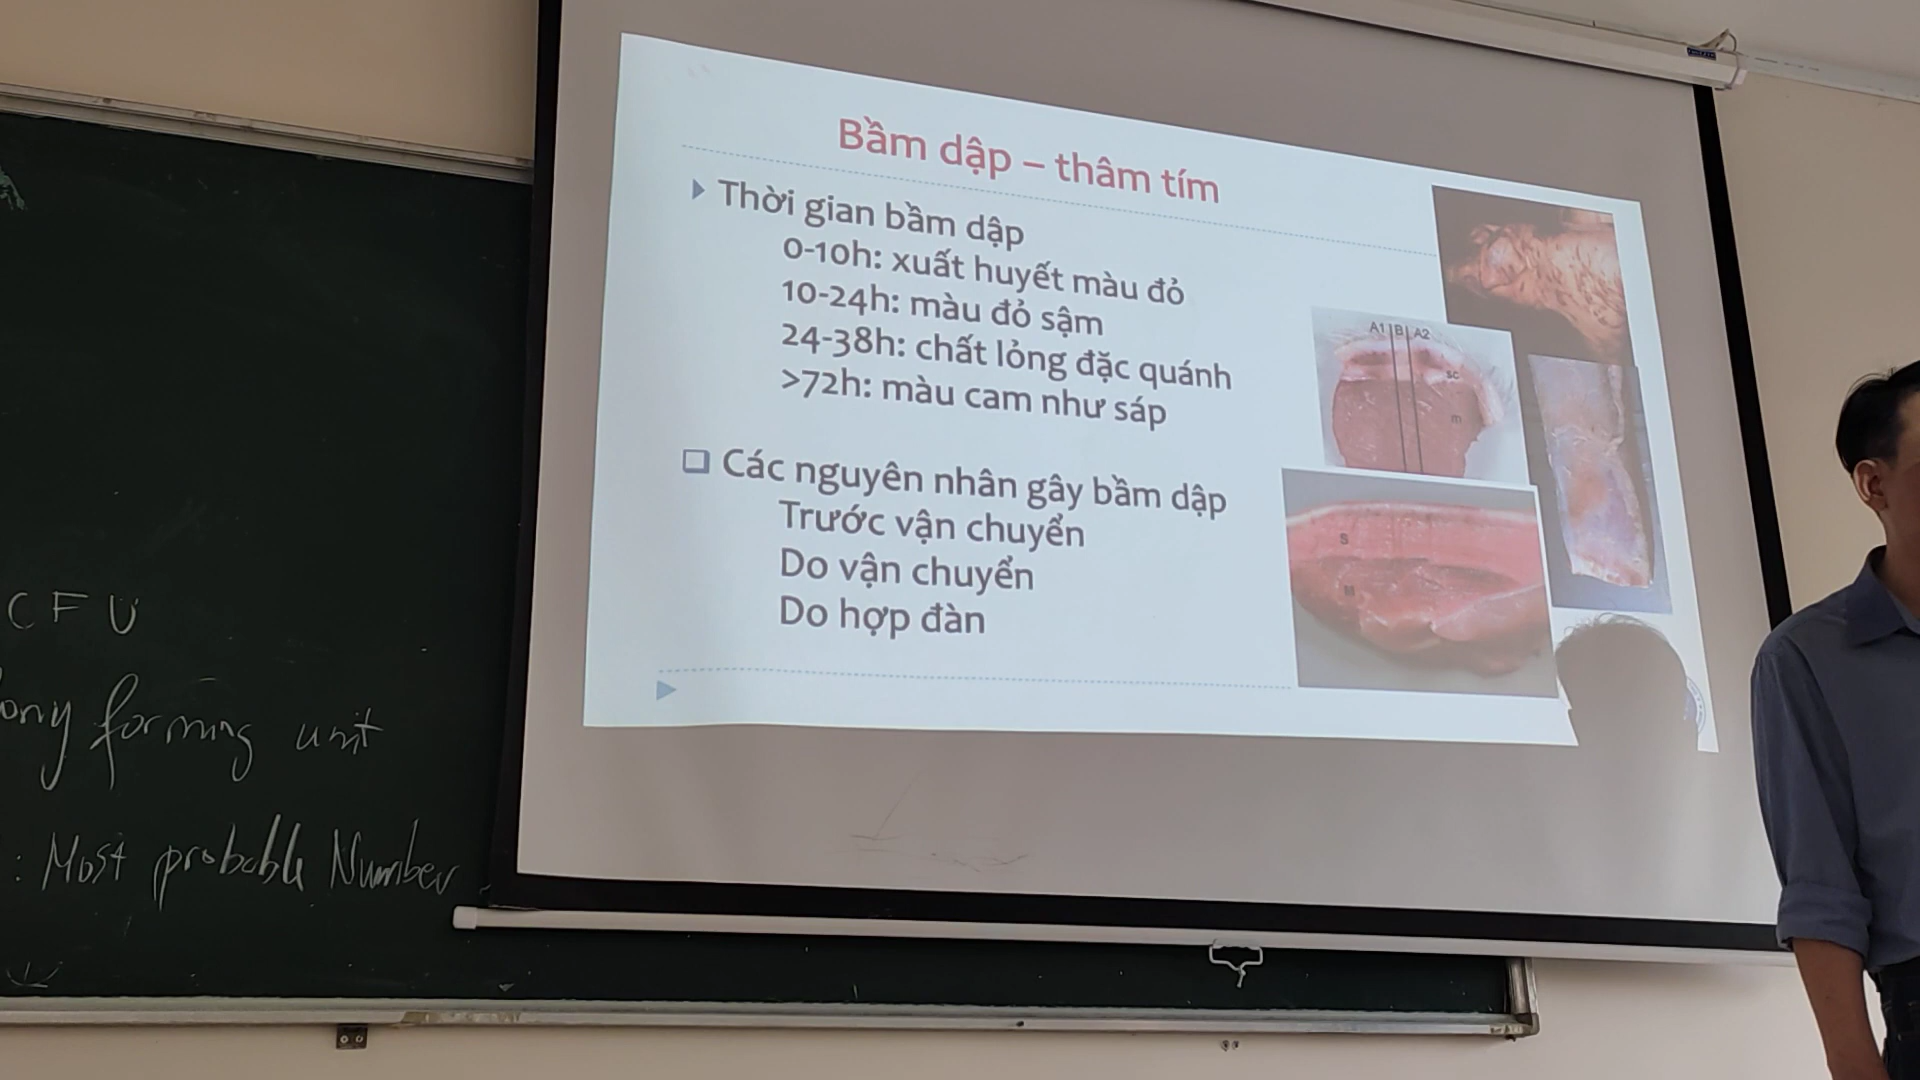 Bầm dập – thâm tím
Thời gian bầm dập
0-10h: xuất huyết màu đỏ
10-24h: màu đỏ sậm
24-38h: chất lỏng đặc quánh
>72h: màu cam như sáp
Các nguyên nhân gây bầm dập
Trước vận chuyển
Do vận chuyển
Do hợp đàn
A1 B A2
sc
m
S
M
CFU
ony forming unit
: Most probable Number